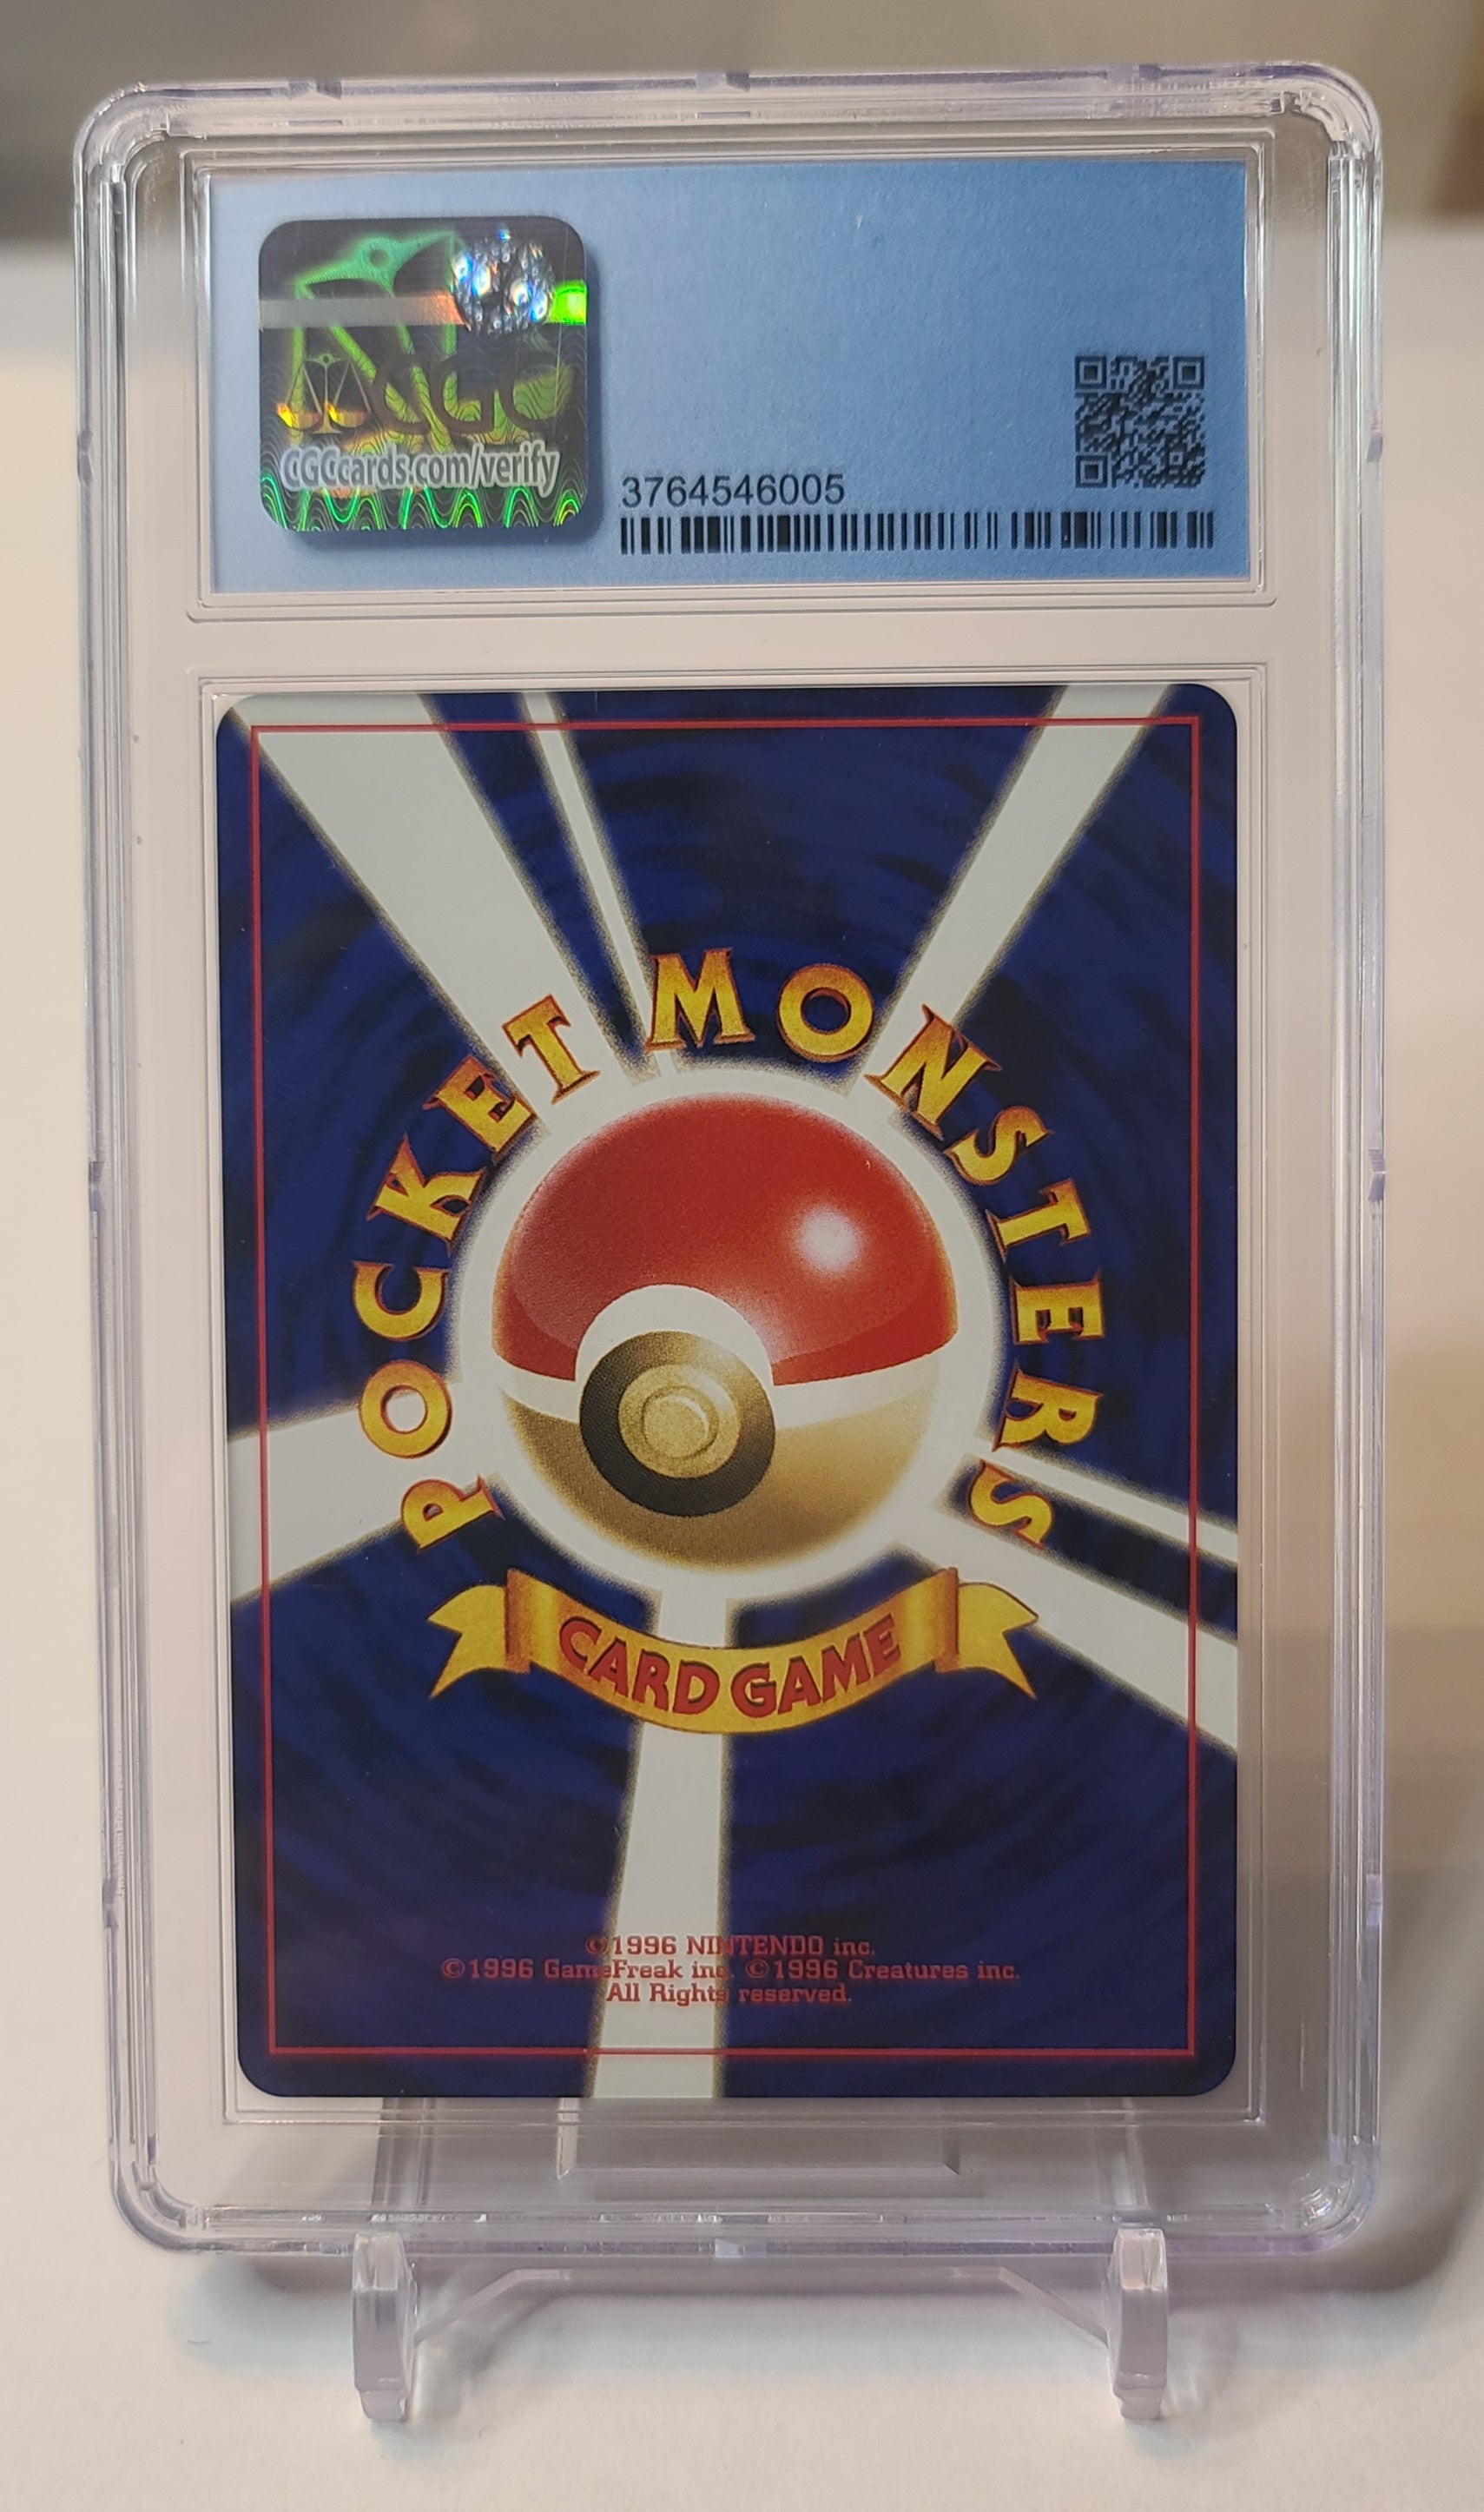 CGC
CGCcards.com/verify
3764546005
POCKET MONSTERS
CARD GAME
©1996 NINTENDO inc.
©1996 GameFreak inc. ©1996 Creatures inc.
All Rights reserved.